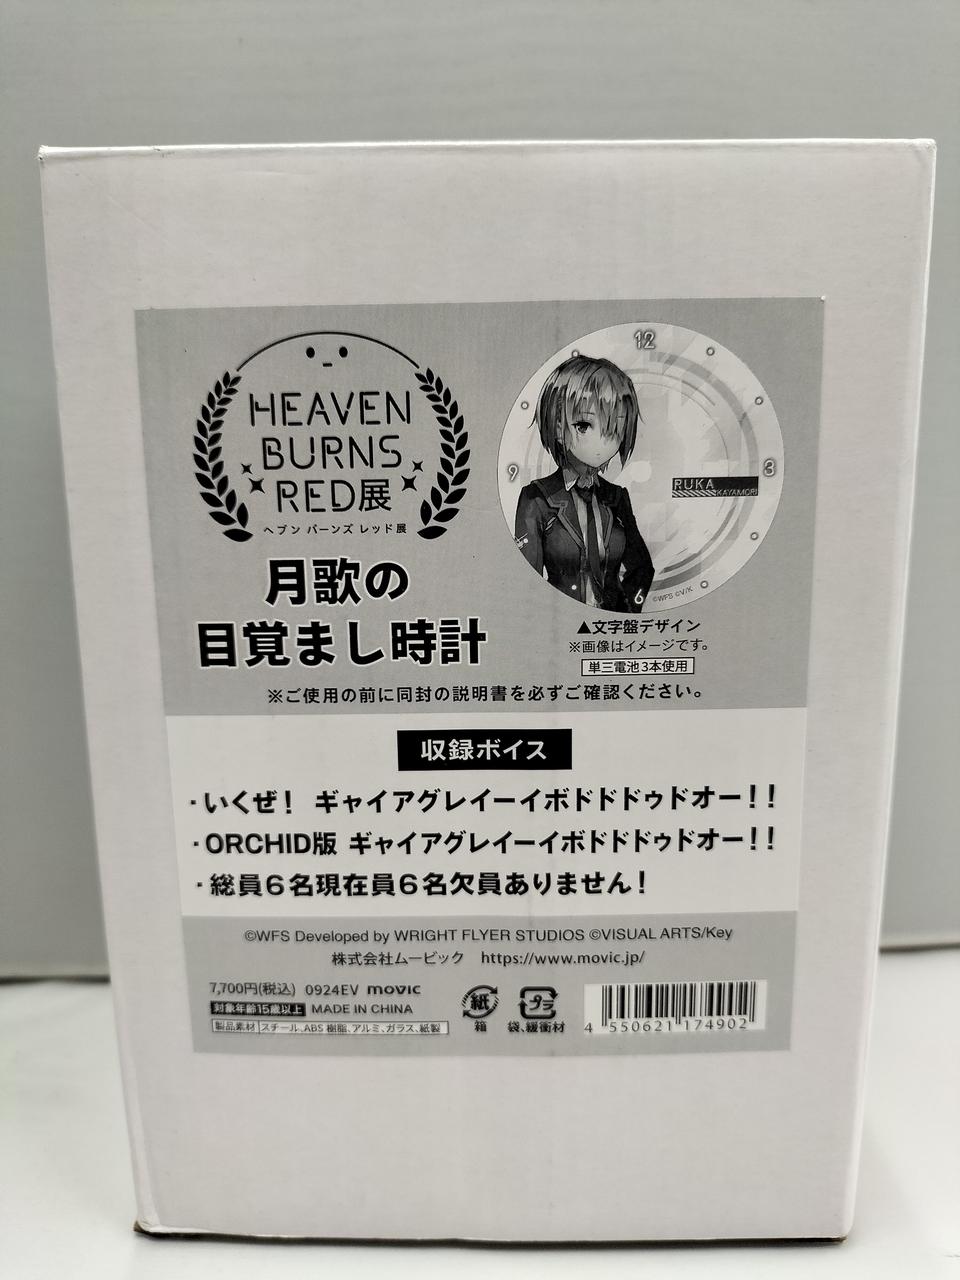 HEAVEN
BURNS
RED展
ヘブン バーンズ レッド展
月歌の
目覚まし時計
12
3
6
9
RUKA
KAYAMORI
©WFS ©V/K
▲文字盤デザイン
※画像はイメージです。
単三電池3本使用
※ご使用の前に同封の説明書を必ずご確認ください。
収録ボイス
・いくぜ！ ギャイアグレイーイボドドドゥドオー！！
・ORCHID版 ギャイアグレイーイボドドドゥドオー！！
・総員6名現在員6名欠員ありません！
©WFS Developed by WRIGHT FLYER STUDIOS ©VISUAL ARTS/Key
株式会社ムービック https://www.movic.jp/
7,700円(税込) 0924EV movic
対象年齢15歳以上 MADE IN CHINA
製品素材 スチール、ABS樹脂、アルミ、ガラス、紙製
紙
箱
プラ
袋、緩衝材
4 550621 174902